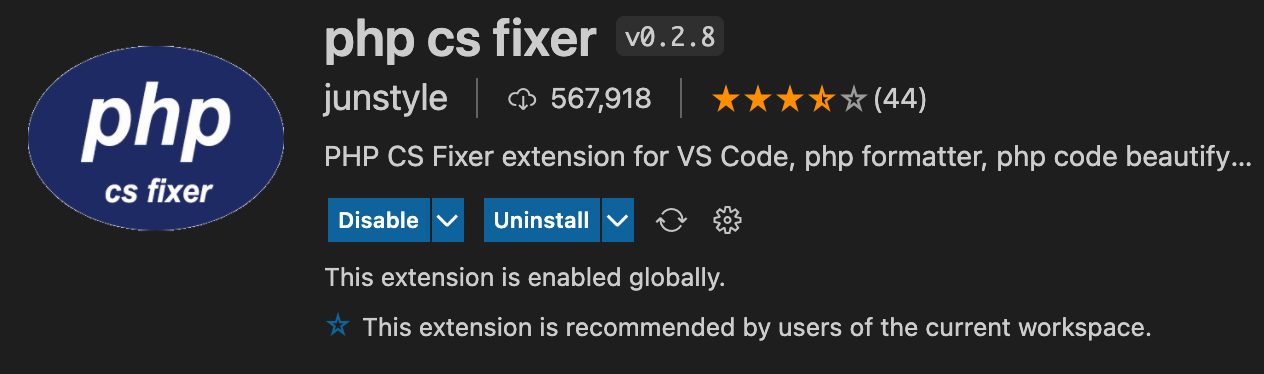 php cs fixer v0.2.8
php
cs fixer
junstyle 567,918 (44)
PHP CS Fixer extension for VS Code, php formatter, php code beautify...
Disable Uninstall
This extension is enabled globally.
This extension is recommended by users of the current workspace.